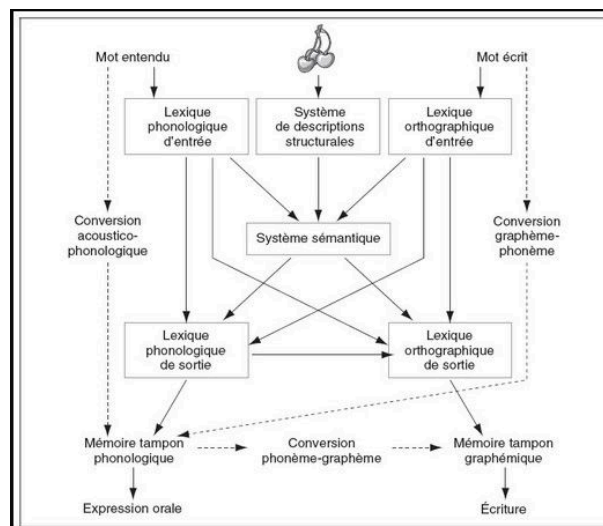 Mot entendu
Mot écrit
Lexique
phonologique
d'entrée
Système
de descriptions
structurales
Lexique
orthographique
d'entrée
Conversion
acoustico-
phonologique
Système sémantique
Conversion
graphème-
phonème
Lexique
phonologique
de sortie
Lexique
orthographique
de sortie
Mémoire tampon
phonologique
Conversion
phonème-graphème
Mémoire tampon
graphémique
Expression orale
Écriture